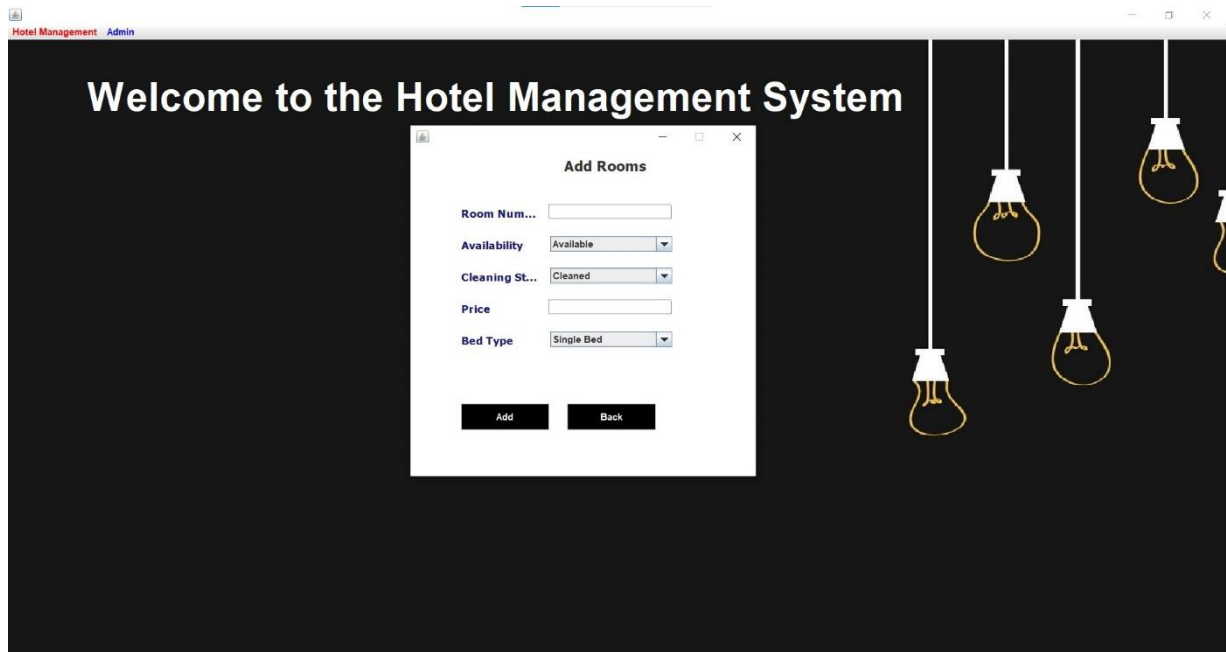 Hotel Management Admin
Welcome to the Hotel Management System
Add Rooms
Room Num...
Availability Available
Cleaning St... Cleaned
Price
Bed Type Single Bed
Add Back